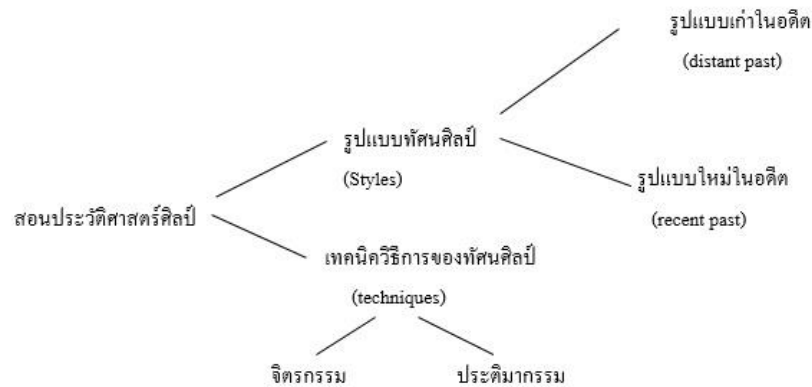 รูปแบบเก่าในอดีต
(distant past)
รูปแบบทัศนศิลป์
(Styles)
รูปแบบใหม่ในอดีต
(recent past)
สอนประวัติศาสตร์ศิลป์
เทคนิควิธีการของทัศนศิลป์
(techniques)
จิตรกรรม
ประติมากรรม